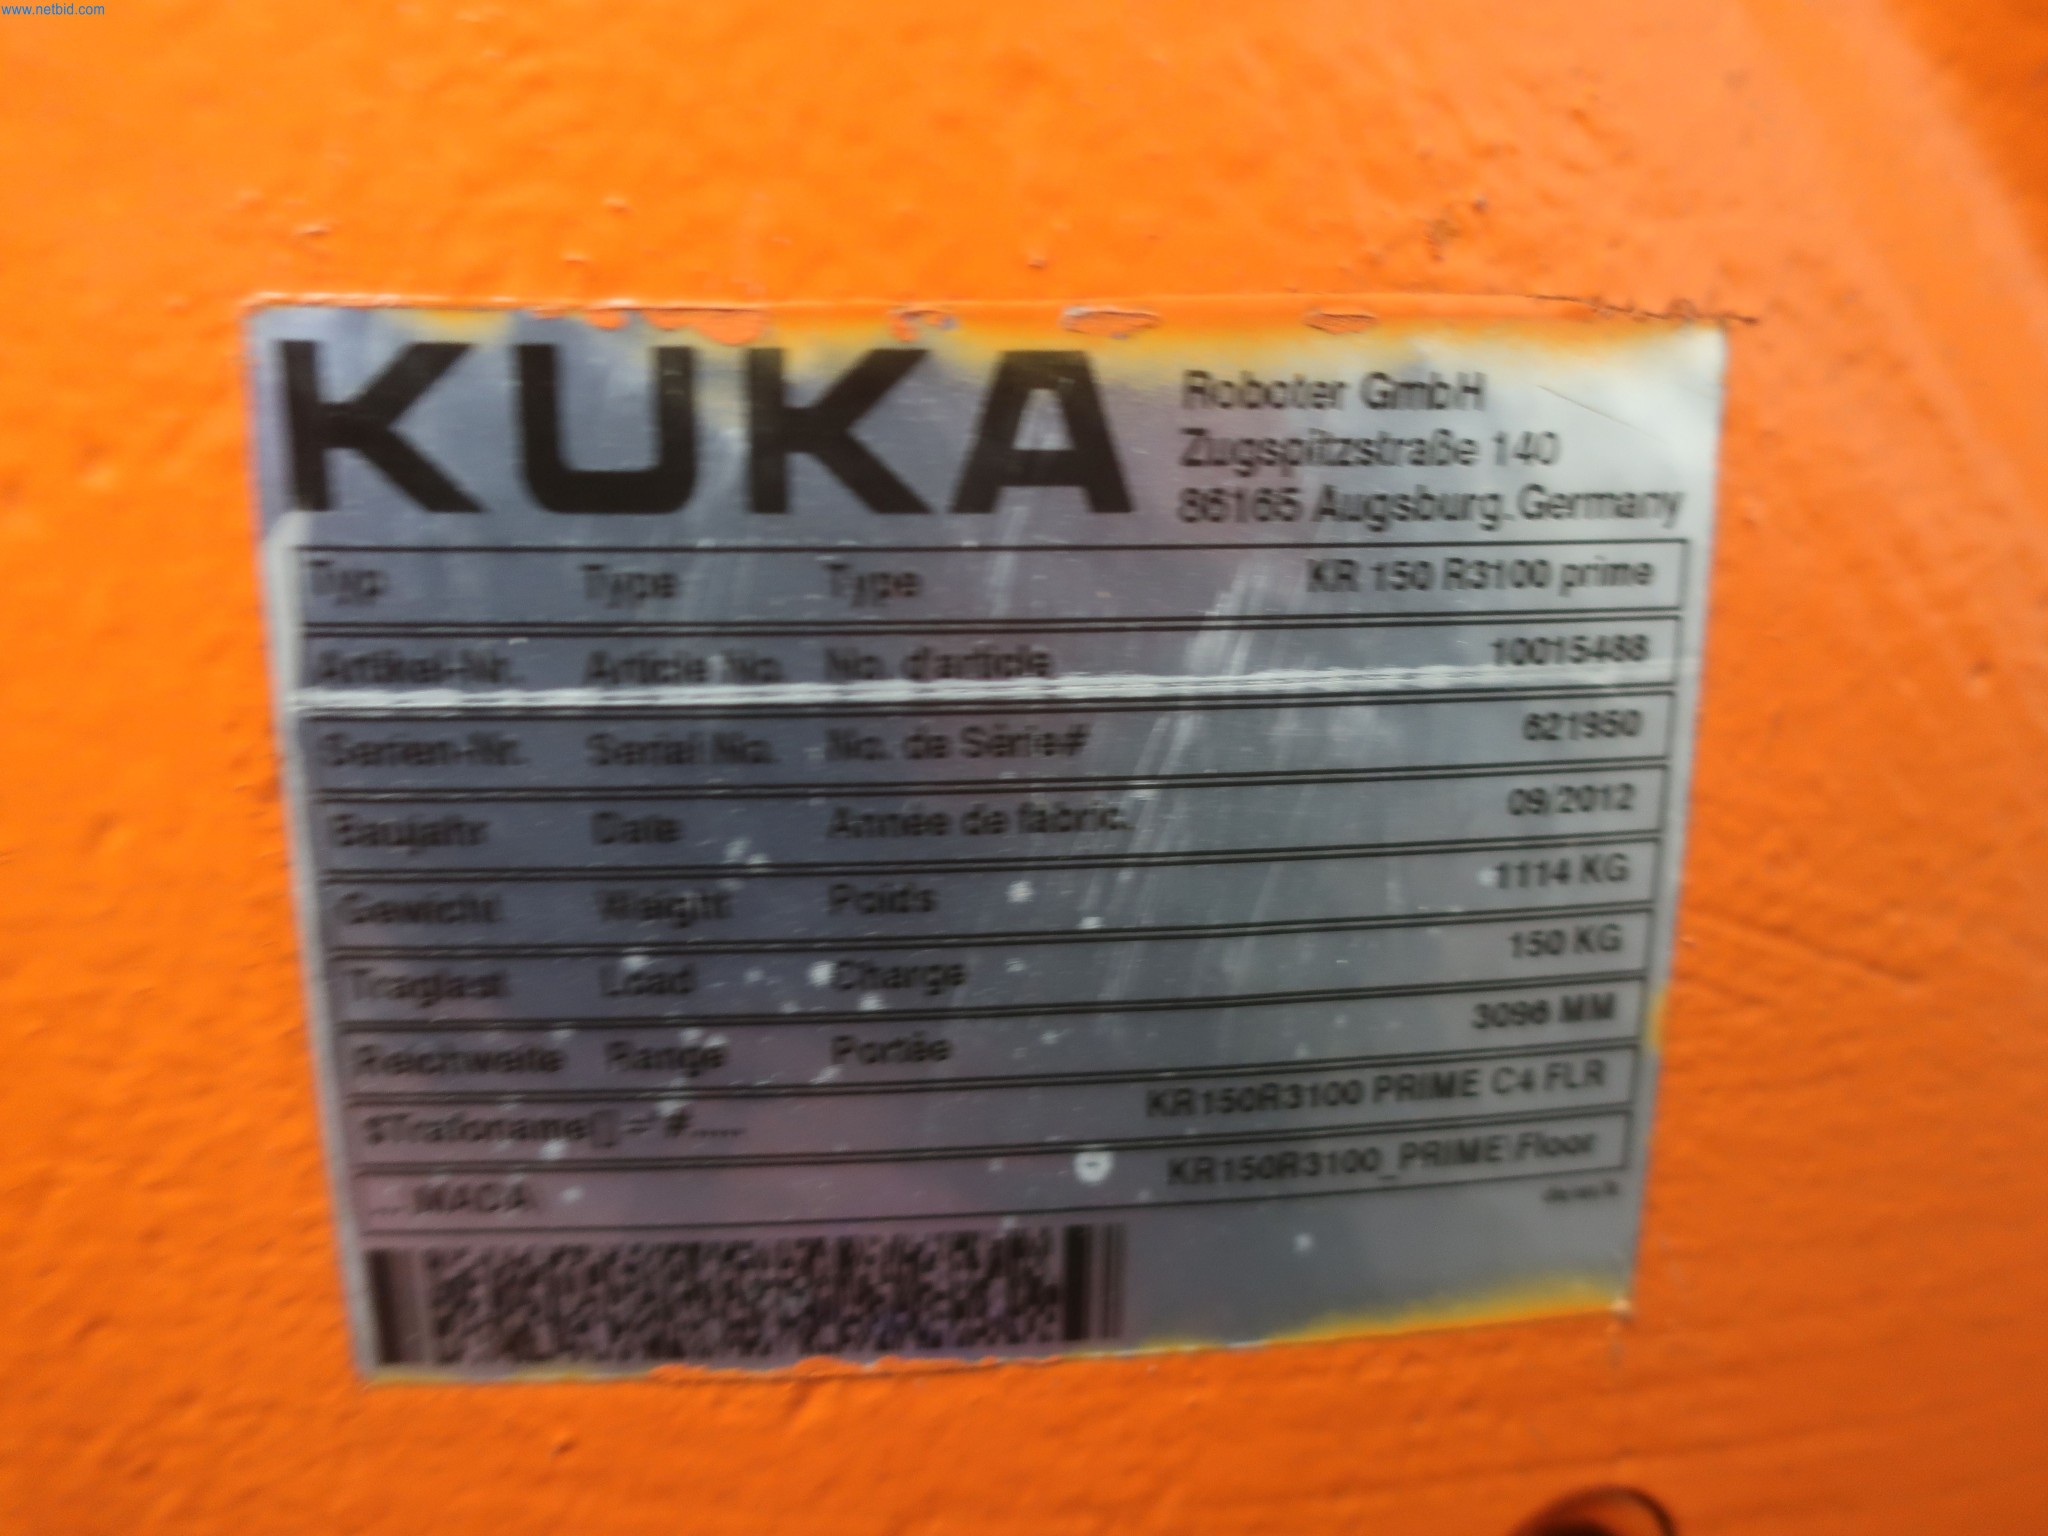 www.netbid.com
KUKA
Roboter GmbH
Zugspitzstraße 140
86165 Augsburg, Germany
Typ Type Type KR 150 R3100 prime
Artikel-Nr. Article No. No. d'article 10015488
Serien-Nr. Serial No. No. de Série# 621950
Baujahr Date Année de fabric. 09/2012
Gewicht Weight Poids 1114 KG
Traglast Load Charge 150 KG
Reichweite Range Portée 3096 MM
$Trafoname[]='#..... KR150R3100 PRIME C4 FLR
...\MADA\ KR150R3100_PRIME/Floor